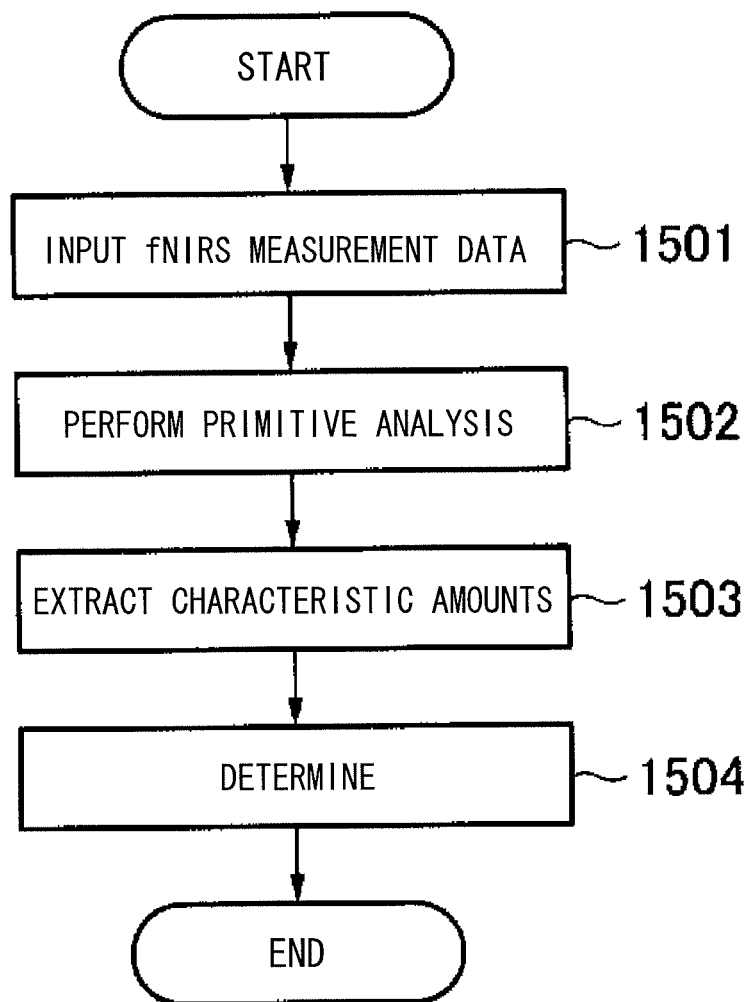 START
INPUT fNIRS MEASUREMENT DATA 1501
PERFORM PRIMITIVE ANALYSIS 1502
EXTRACT CHARACTERISTIC AMOUNTS 1503
DETERMINE 1504
END